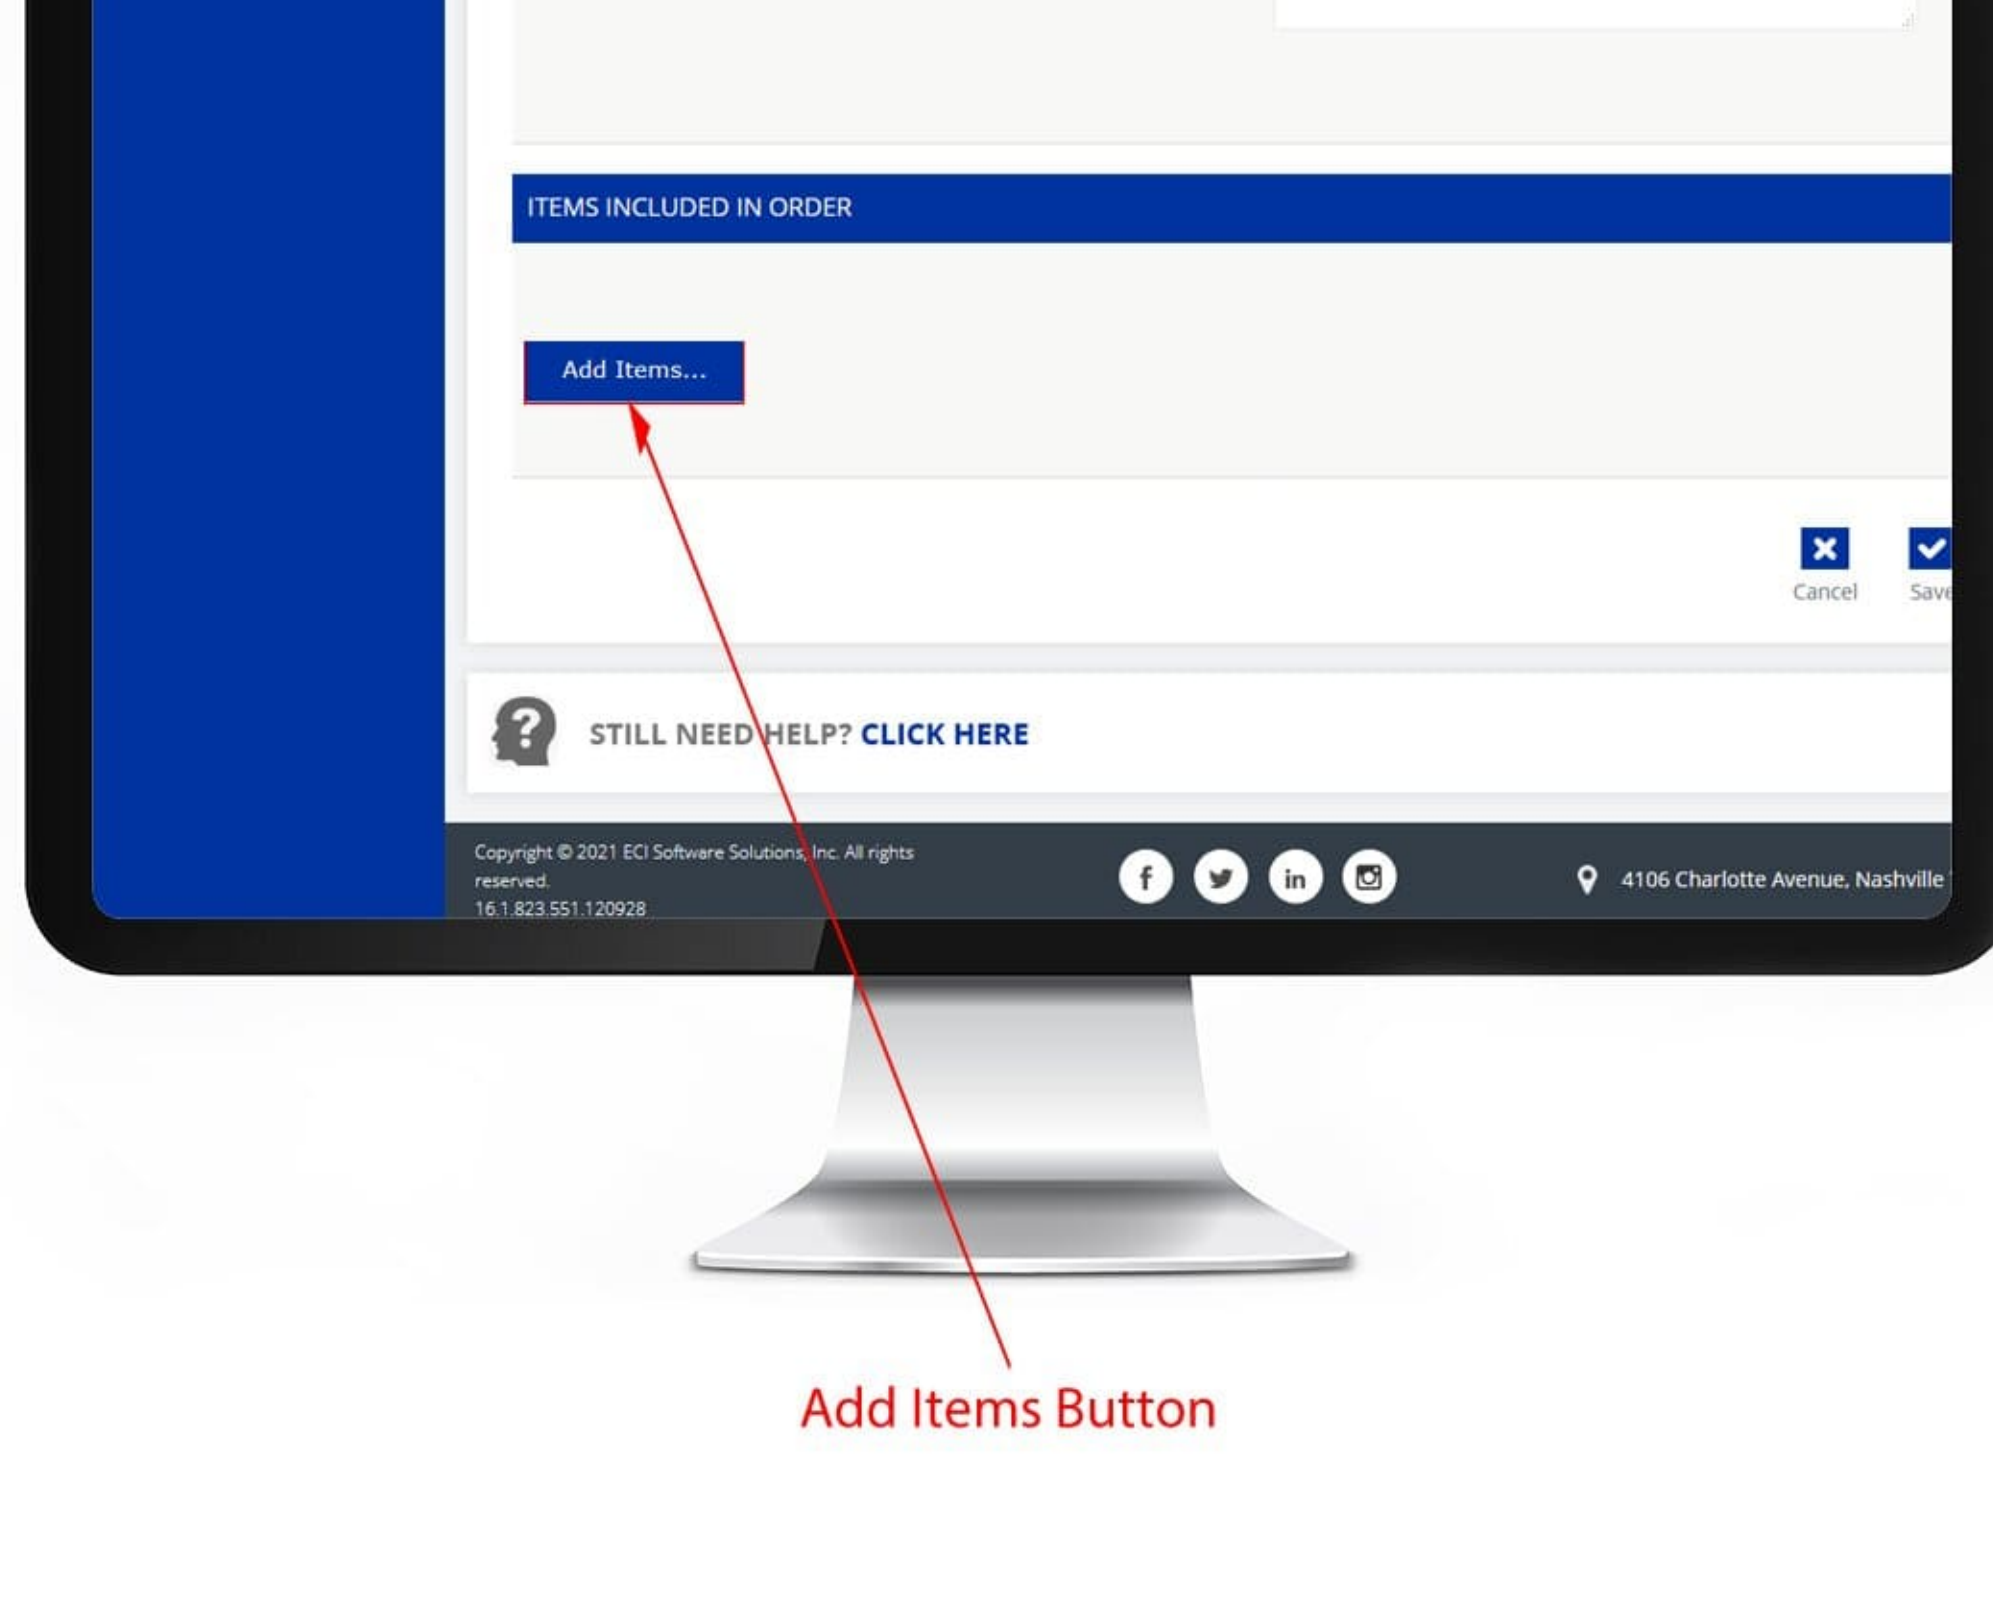 ITEMS INCLUDED IN ORDER
Add Items...
Cancel
Save
STILL NEED HELP? CLICK HERE
Copyright © 2021 ECI Software Solutions, Inc. All rights
reserved.
16.1.823.551.120928
4106 Charlotte Avenue, Nashville
Add Items Button